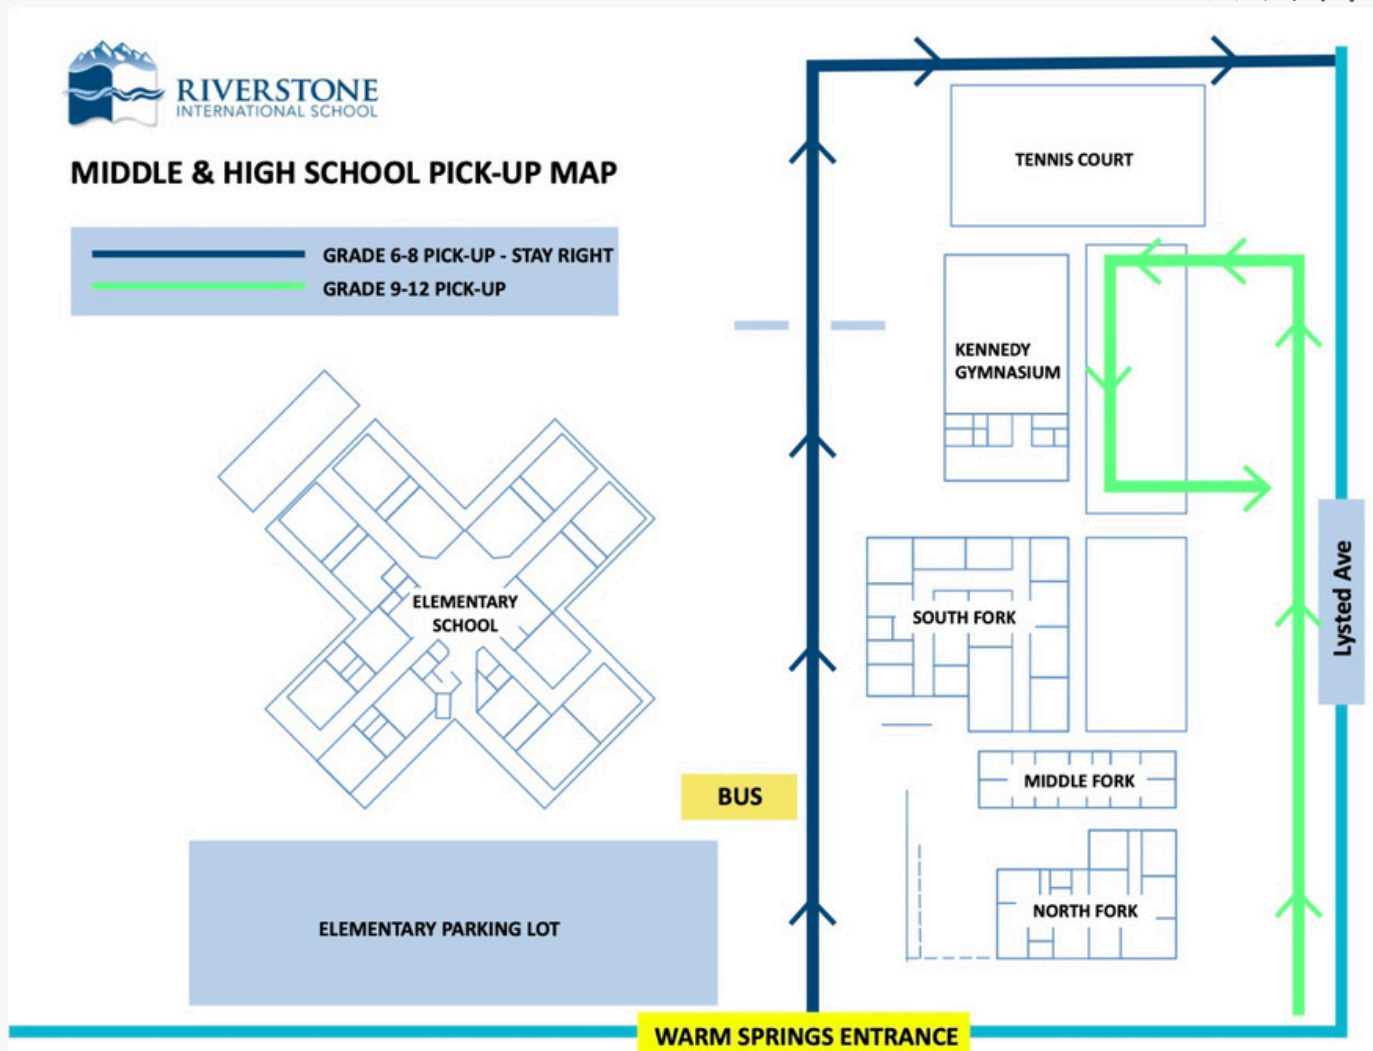 RIVERSTONE
INTERNATIONAL SCHOOL
MIDDLE & HIGH SCHOOL PICK-UP MAP
GRADE 6-8 PICK-UP - STAY RIGHT
GRADE 9-12 PICK-UP
TENNIS COURT
KENNEDY
GYMNASIUM
ELEMENTARY
SCHOOL
SOUTH FORK
Lysted Ave
MIDDLE FORK
BUS
NORTH FORK
ELEMENTARY PARKING LOT
WARM SPRINGS ENTRANCE